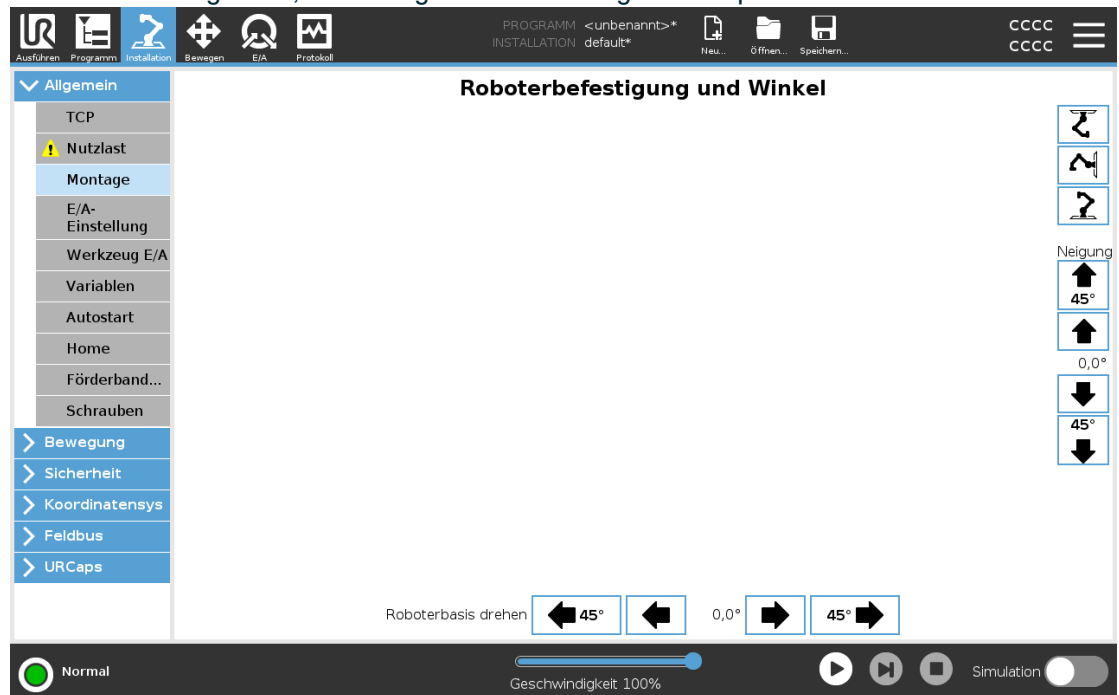 PROGRAMM <unbenannt>*
INSTALLATION default*
Ausführen Programm Installation Bewegen E/A Protokoll
Neu... Öffnen... Speichern...
CCCC
CCCC
Allgemein
TCP
Nutzlast
Montage
E/A-
Einstellung
Werkzeug E/A
Variablen
Autostart
Home
Förderband...
Schrauben
Bewegung
Sicherheit
Koordinatensys
Feldbus
URCaps
Roboterbefestigung und Winkel
Neigung
45°
0,0°
45°
Roboterbasis drehen 45° 0,0° 45°
Normal
Geschwindigkeit 100%
Simulation